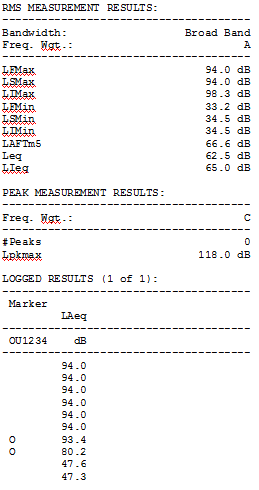 RMS MEASUREMENT RESULTS:
----------------------------------------
Bandwidth: Broad Band
Freq. Wgt.: A
----------------------------------------
LFMax 94.0 dB
LSMax 94.0 dB
LIMax 98.3 dB
LFMin 33.2 dB
LSMin 34.5 dB
LIMin 34.5 dB
LAFTm5 66.6 dB
Leq 62.5 dB
LIeq 65.0 dB
PEAK MEASUREMENT RESULTS:
----------------------------------------
Freq. Wgt.: C
----------------------------------------
#Peaks 0
Lpkmax 118.0 dB
LOGGED RESULTS (1 of 1):
----------------------------------------
Marker
LAeq
----------------------------------------
OU1234 dB
----------------------------------------
94.0
94.0
94.0
94.0
94.0
94.0
O 93.4
O 80.2
47.6
47.3